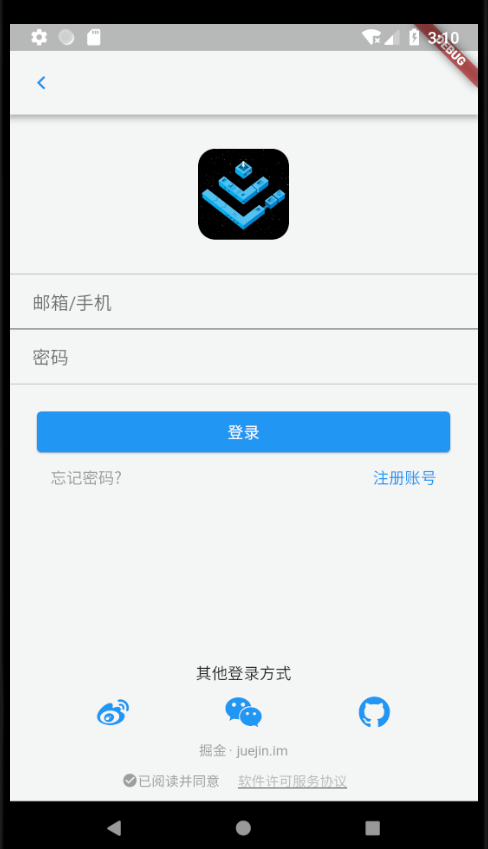 3:10
DEBUG
邮箱/手机
密码
登录
忘记密码?
注册账号
其他登录方式
掘金 · juejin.im
已阅读并同意 软件许可服务协议